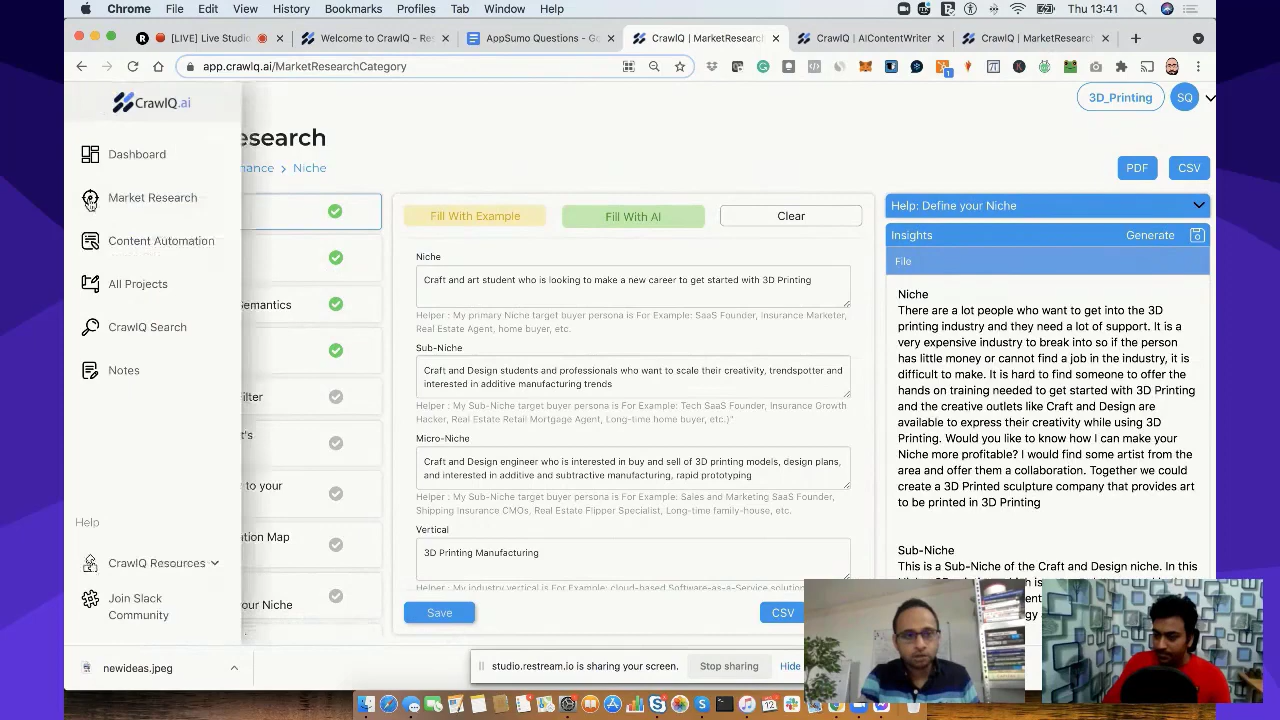 Chrome File Edit View History Bookmarks Profiles Tab Window Help Thu 13:41
[LIVE] Live Studio Welcome to CrawlQ - Res AppSumo Questions - Go CrawlQ | MarketResearch CrawlQ | AIContentWriter CrawlQ | MarketResearch
app.crawlq.ai/MarketResearchCategory
CrawlQ.ai
3D_Printing SQ
esearch
Dashboard
nance > Niche
PDF CSV
Market Research
Fill With Example Fill With AI Clear
Help: Define your Niche
Insights Generate
Content Automation
File
Niche
Craft and art student who is looking to make a new career to get started with 3D Printing
Helper : My primary Niche target buyer persona is For Example: SaaS Founder, Insurance Marketer,
Real Estate Agent, home buyer, etc.
All Projects
emantics
CrawlQ Search
Sub-Niche
Craft and Design students and professionals who want to scale their creativity, trendspotter and
interested in additive manufacturing trends
Notes
Helper : My Sub-Niche target buyer persona is For Example: Tech SaaS Founder, Insurance Growth
Hacker, Real Estate Retail Mortgage Agent, Long-time home buyer, etc.)"
ilter
t's
Micro-Niche
Craft and Design engineer who is interested in buy and sell of 3D printing models, design plans,
and interested in additive and subtractive manufacturing, rapid prototyping
e to your
Helper : My Sub-Niche target buyer persona is For Example: Sales and Marketing SaaS Founder,
Shipping Insurance CMOs, Real Estate Flipper Specialist, Long-time family-house, etc.
Help
Vertical
ation Map
3D Printing Manufacturing
CrawlQ Resources
Helper : My industry vertical is For Example: cloud-based Software-as-a-Service solution
our Niche
Join Slack
Community
Save CSV
Niche
There are a lot people who want to get into the 3D
printing industry and they need a lot of support. It is a
very expensive industry to break into so if the person
has little money or cannot find a job in the industry, it is
difficult to make. It is hard to find someone to offer the
hands on training needed to get started with 3D Printing
and the creative outlets like Craft and Design are
available to express their creativity while using 3D
Printing. Would you like to know how I can make your
Niche more profitable? I would find some artist from the
area and offer them a collaboration. Together we could
create a 3D Printed sculpture company that provides art
to be printed in 3D Printing
Sub-Niche
This is a Sub-Niche of the Craft and Design niche. In this
newideas.jpeg
studio.restream.io is sharing your screen. Stop sharing Hide